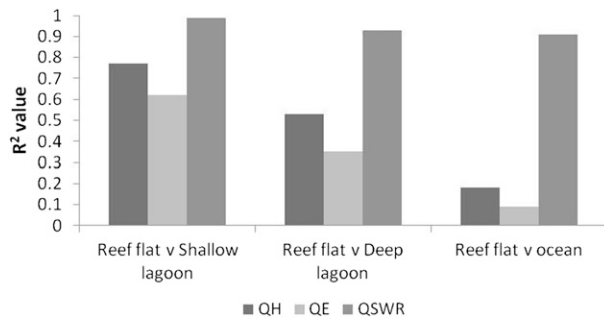 R² value
1
0.9
0.8
0.7
0.6
0.5
0.4
0.3
0.2
0.1
0
Reef flat v Shallow
lagoon
Reef flat v Deep
lagoon
Reef flat v ocean
QH QE QSWR